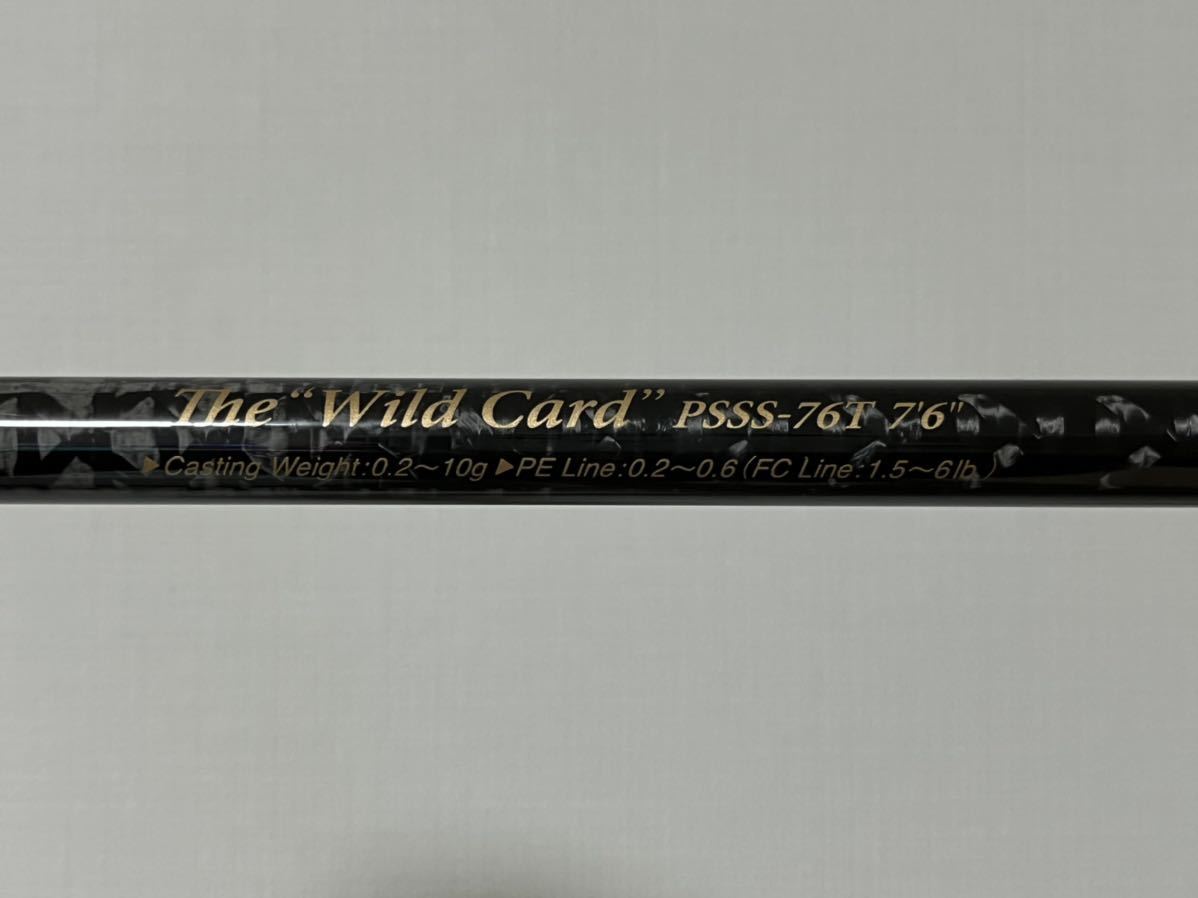 The “Wild Card” PSSS-76T 7'6"
▶Casting Weight:0.2～10g ▶PE Line:0.2～0.6(FC Line:1.5～6lb.)